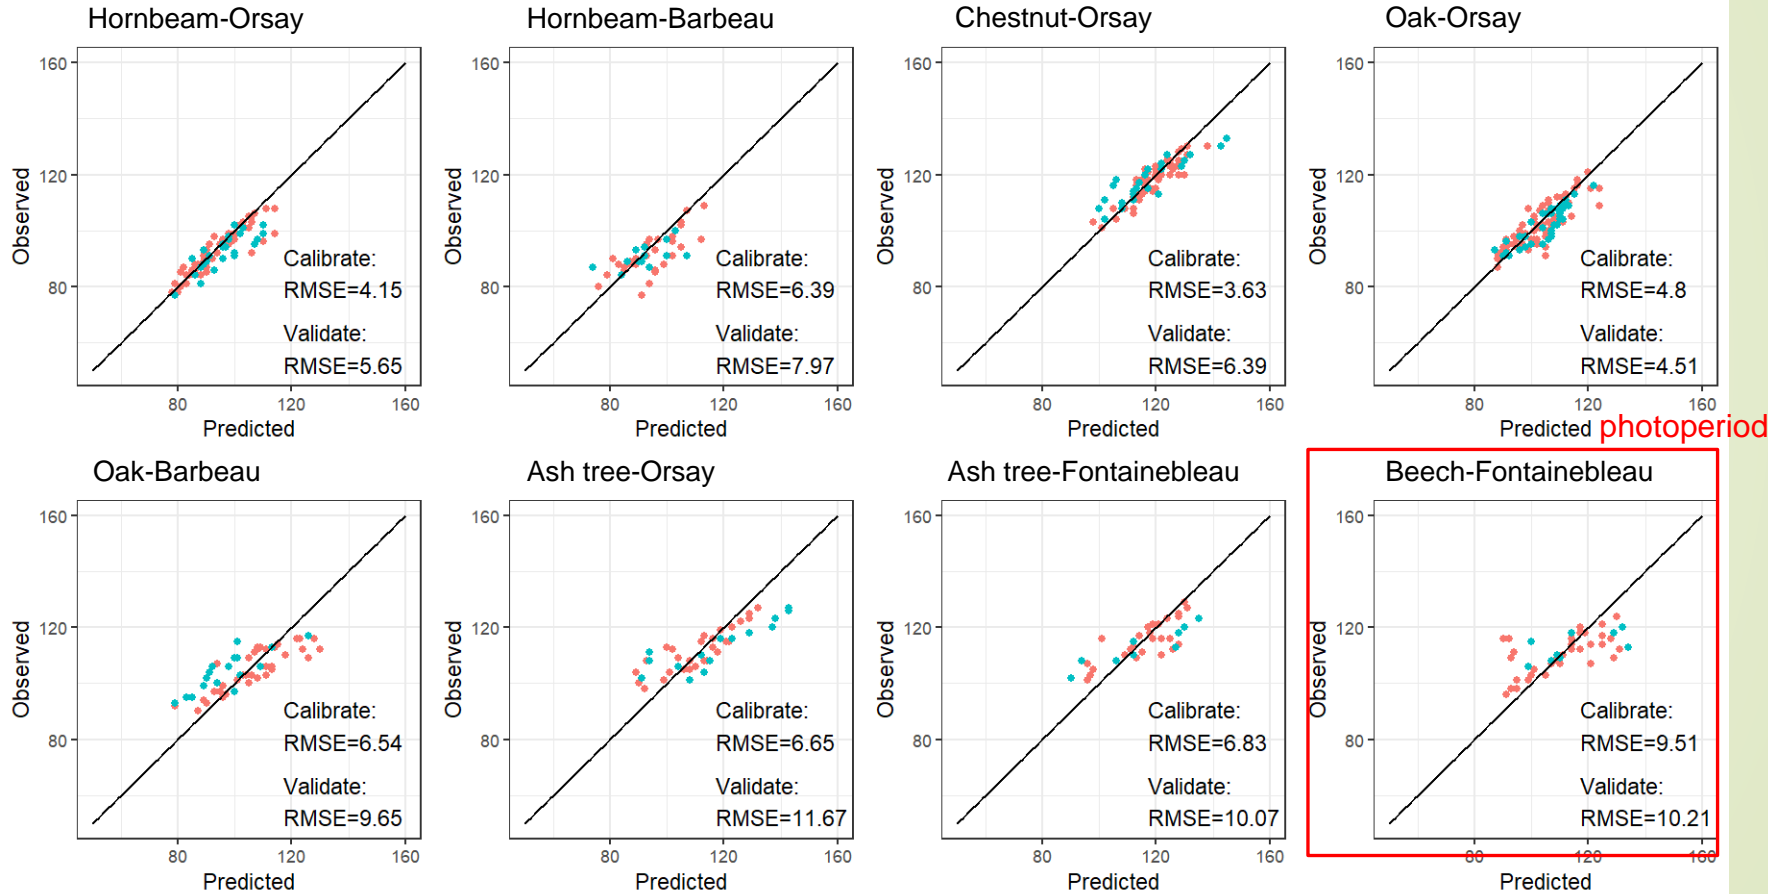 Hornbeam-Orsay
Hornbeam-Barbeau
Chestnut-Orsay
Oak-Orsay
160
120
80
Observed
Calibrate:
RMSE=4.15
Validate:
RMSE=5.65
80 120 160
Predicted
160
120
80
Observed
Calibrate:
RMSE=6.39
Validate:
RMSE=7.97
80 120 160
Predicted
160
120
80
Observed
Calibrate:
RMSE=3.63
Validate:
RMSE=6.39
80 120 160
Predicted
160
120
80
Observed
Calibrate:
RMSE=4.8
Validate:
RMSE=4.51
80 120 160
Predicted
photoperiod
Oak-Barbeau
Ash tree-Orsay
Ash tree-Fontainebleau
Beech-Fontainebleau
160
120
80
Observed
Calibrate:
RMSE=6.54
Validate:
RMSE=9.65
80 120 160
Predicted
160
120
80
Observed
Calibrate:
RMSE=6.65
Validate:
RMSE=11.67
80 120 160
Predicted
160
120
80
Observed
Calibrate:
RMSE=6.83
Validate:
RMSE=10.07
80 120 160
Predicted
160
120
80
Observed
Calibrate:
RMSE=9.51
Validate:
RMSE=10.21
80 120 160
Predicted